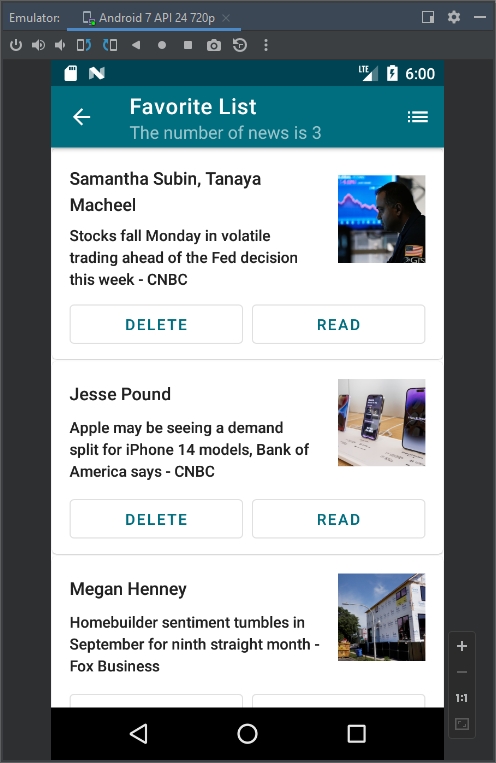 Emulator: Android 7 API 24 720p
LTE 6:00
Favorite List
The number of news is 3
Samantha Subin, Tanaya
Macheel
Stocks fall Monday in volatile
trading ahead of the Fed decision
this week - CNBC
DELETE READ
Jesse Pound
Apple may be seeing a demand
split for iPhone 14 models, Bank of
America says - CNBC
DELETE READ
Megan Henney
Homebuilder sentiment tumbles in
September for ninth straight month -
Fox Business
1:1